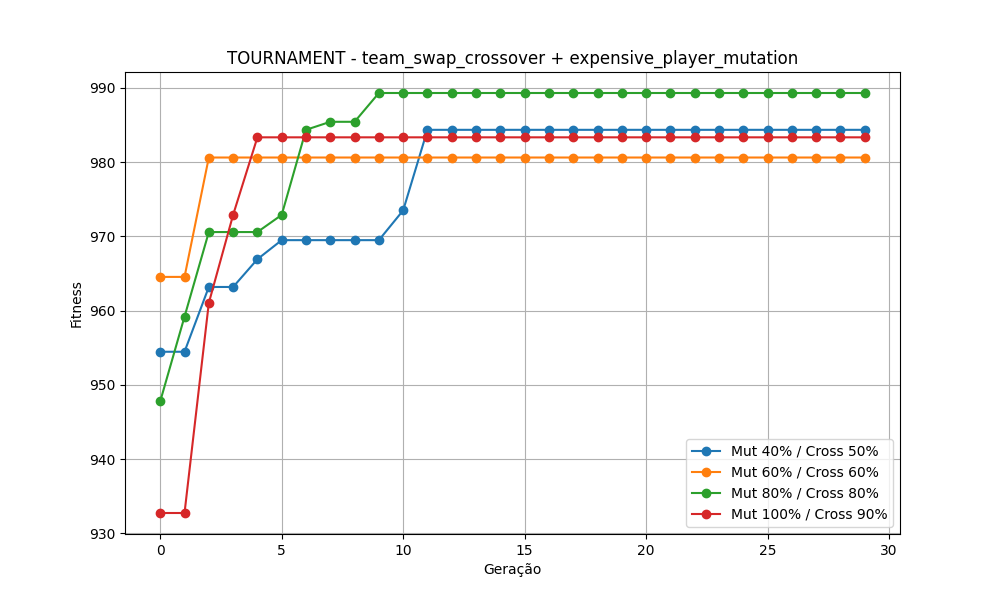 TOURNAMENT - team_swap_crossover + expensive_player_mutation
990
980
970
960
950
940
930
Fitness
0 5 10 15 20 25 30
Geração
Mut 40% / Cross 50%
Mut 60% / Cross 60%
Mut 80% / Cross 80%
Mut 100% / Cross 90%